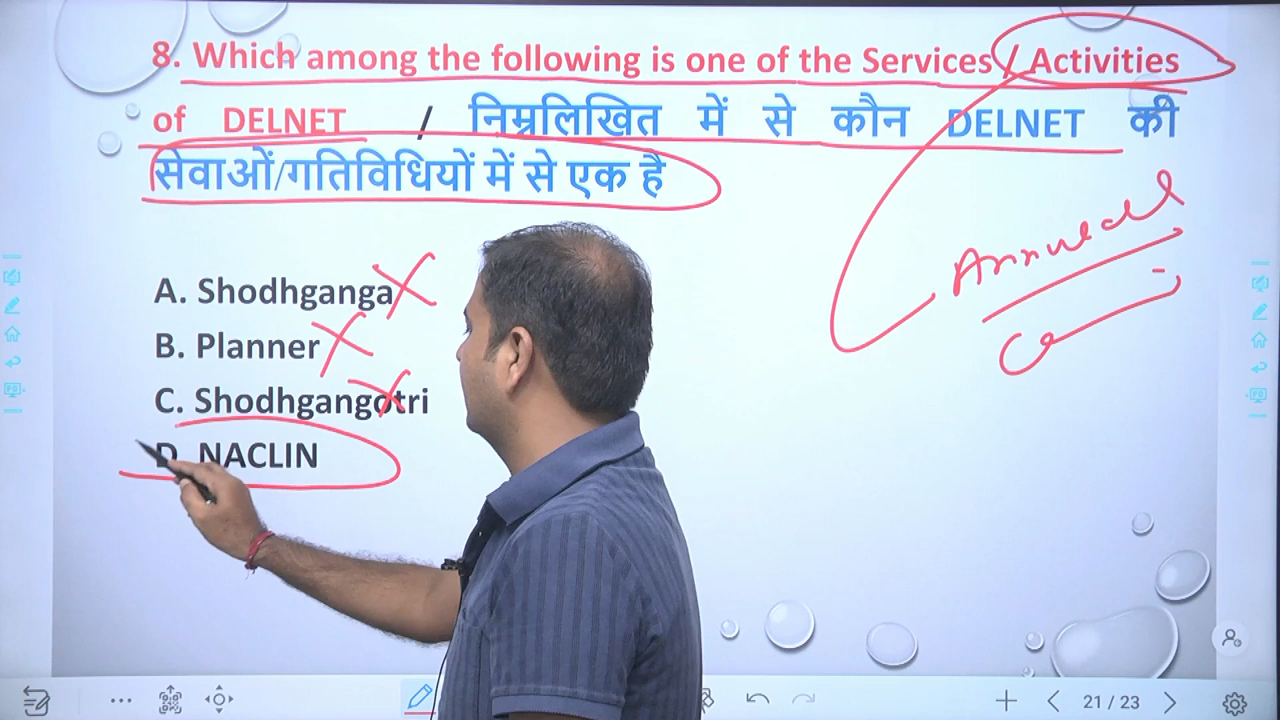 8. Which among the following is one of the Services / Activities
of DELNET / निम्नलिखित में से कौन DELNET की
सेवाओं/गतिविधियों में से एक है
Annual
A. Shodhganga
B. Planner
C. Shodhgangotri
D. NACLIN
21 / 23